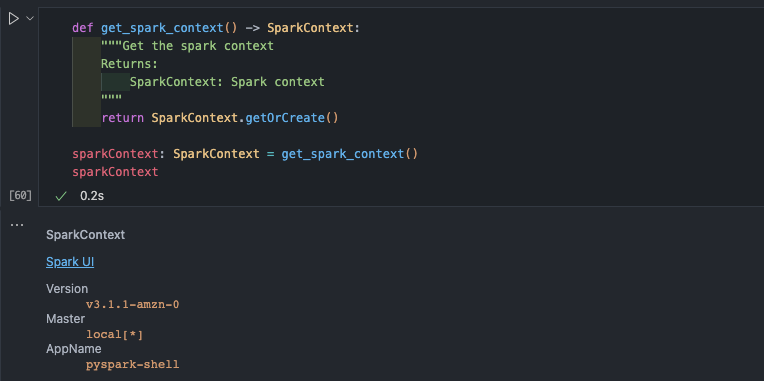 def get_spark_context() -> SparkContext:
"""Get the spark context
Returns:
SparkContext: Spark context
"""
return SparkContext.getOrCreate()
sparkContext: SparkContext = get_spark_context()
sparkContext
[60]
0.2s
...
SparkContext
Spark UI
Version
v3.1.1-amzn-0
Master
local[*]
AppName
pyspark-shell